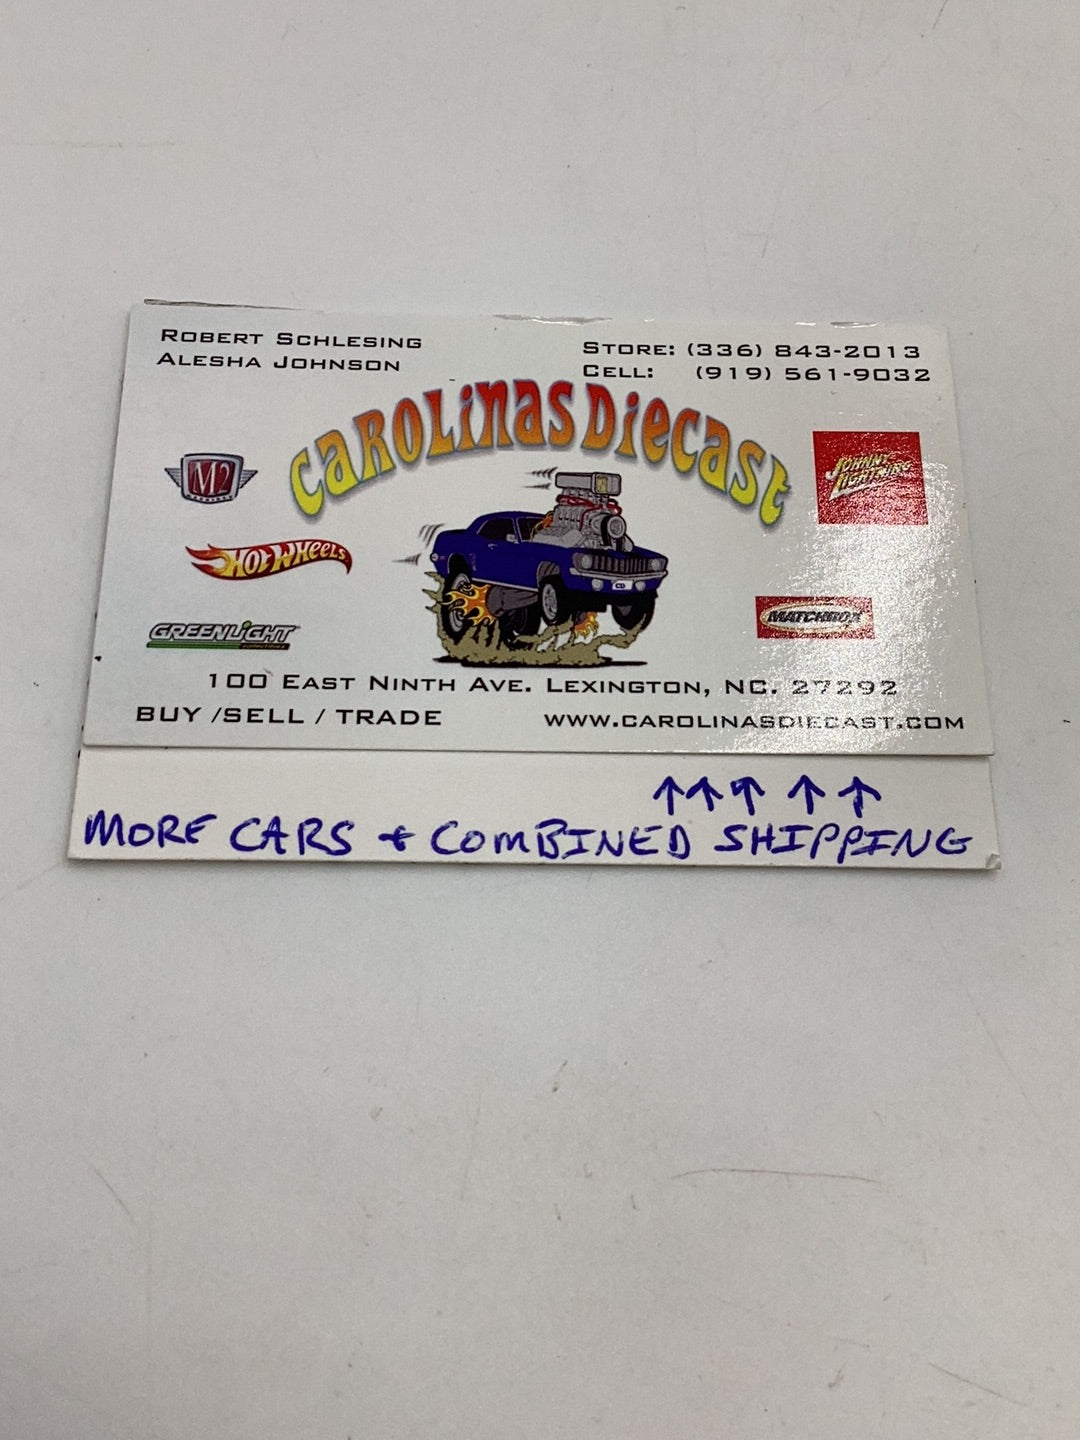 ROBERT SCHLESING
ALESHA JOHNSON
STORE: (336) 843-2013
CELL: (919) 561-9032
CAROLINAS DIECAST
M2
JOHNNY LIGHTNING
HOT WHEELS
GREENLIGHT
MATCHBOX
CD
100 EAST NINTH AVE. LEXINGTON, NC. 27292
BUY /SELL / TRADE
WWW.CAROLINASDIECAST.COM
MORE CARS + COMBINED SHIPPING